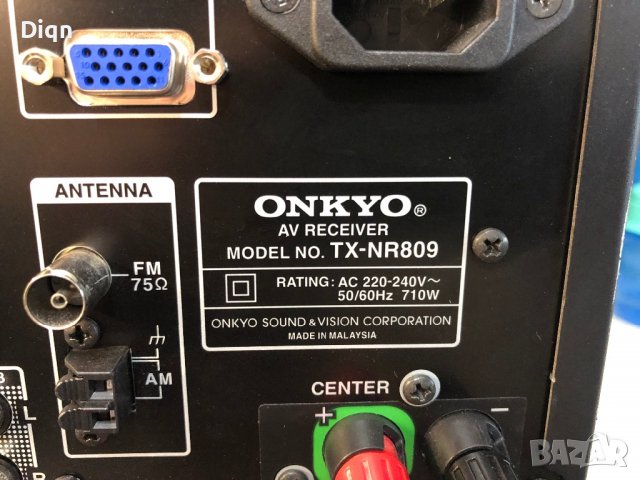 Diqn
ANTENNA
FM
75Ω
AM
ONKYO®
AV RECEIVER
MODEL NO. TX-NR809
RATING: AC 220-240V~
50/60Hz 710W
ONKYO SOUND & VISION CORPORATION
MADE IN MALAYSIA
CENTER
+ −
L
R
BAZAR